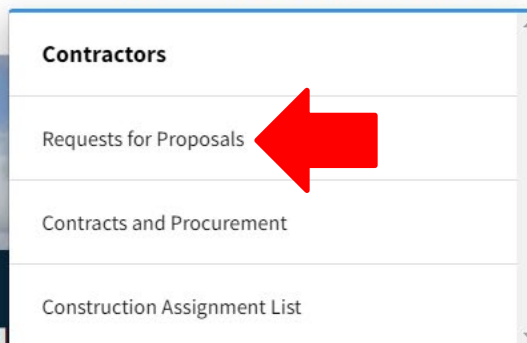 Contractors
Requests for Proposals
Contracts and Procurement
Construction Assignment List